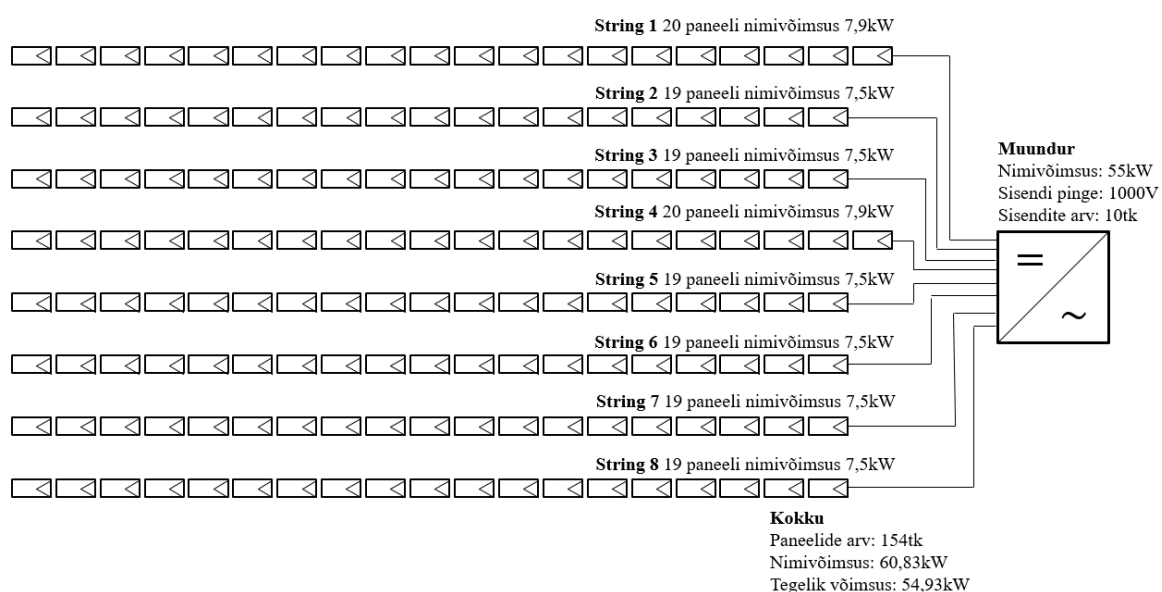 String 1 20 paneeli nimivõimsus 7,9kW
String 2 19 paneeli nimivõimsus 7,5kW
String 3 19 paneeli nimivõimsus 7,5kW
String 4 20 paneeli nimivõimsus 7,9kW
String 5 19 paneeli nimivõimsus 7,5kW
String 6 19 paneeli nimivõimsus 7,5kW
String 7 19 paneeli nimivõimsus 7,5kW
String 8 19 paneeli nimivõimsus 7,5kW
Muundur
Nimivõimsus: 55kW
Sisendi pinge: 1000V
Sisendite arv: 10tk
=
~
Kokku
Paneelide arv: 154tk
Nimivõimsus: 60,83kW
Tegelik võimsus: 54,93kW